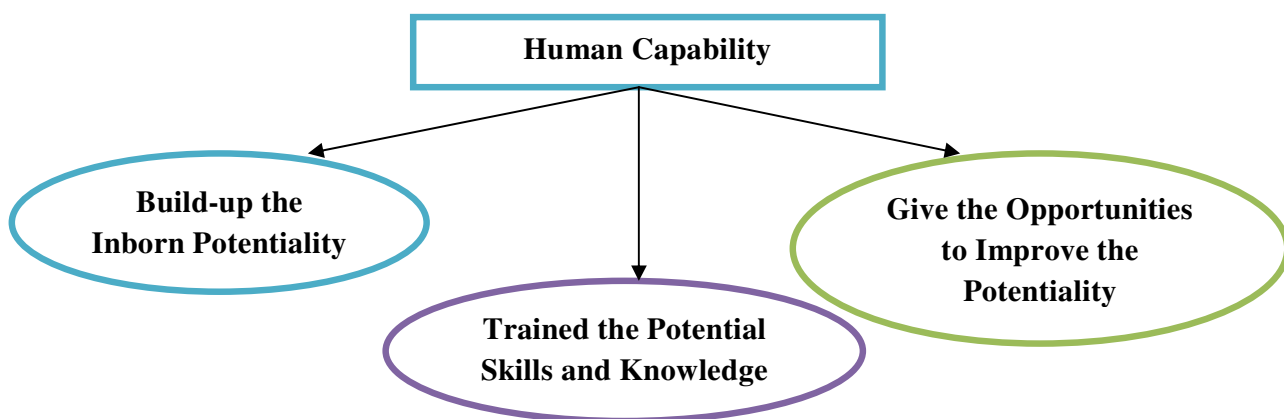 Human Capability
Build-up the
Inborn Potentiality
Trained the Potential
Skills and Knowledge
Give the Opportunities
to Improve the
Potentiality